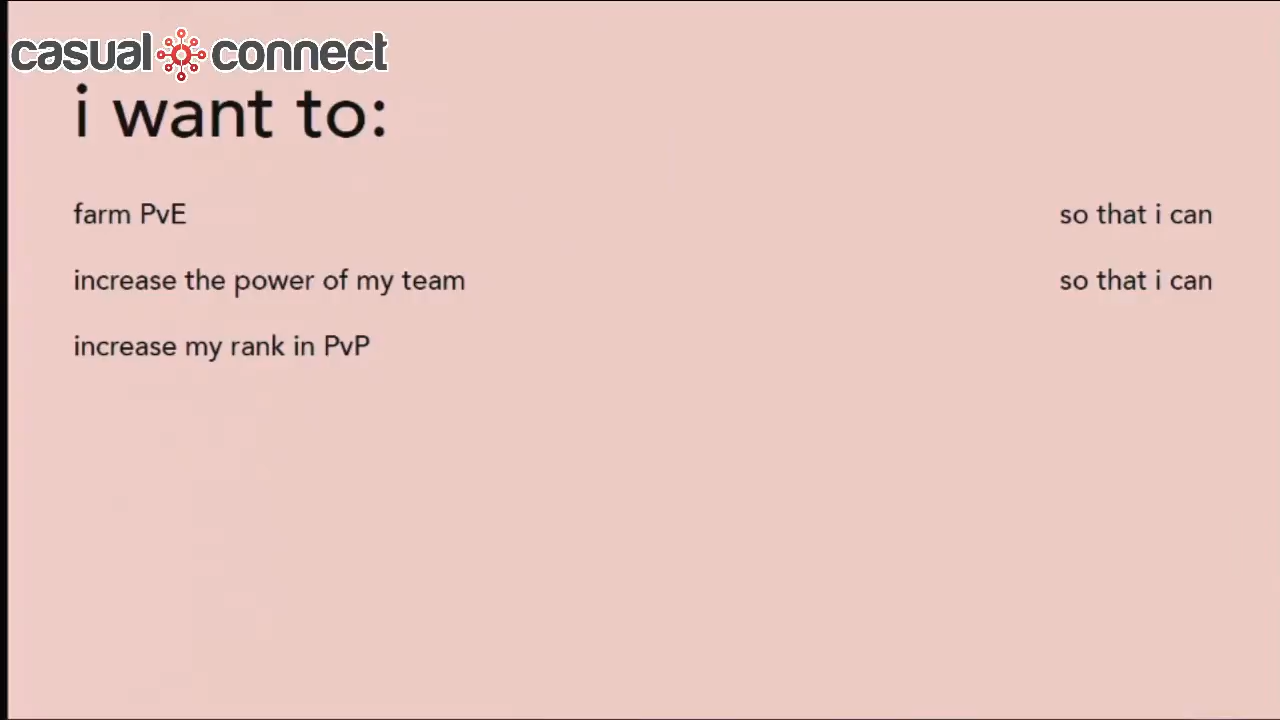 casual connect
i want to:
farm PvE so that i can
increase the power of my team so that i can
increase my rank in PvP